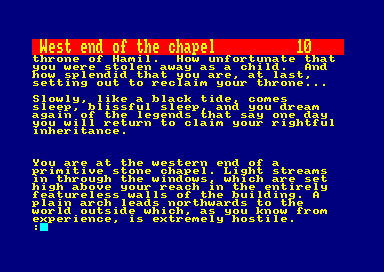 West end of the chapel 10
throne of Hamil. How unfortunate that
you were stolen away as a child. And
how splendid that you are, at last,
setting out to reclaim your throne...
Slowly, like a black tide, comes
sleep, blissful sleep, and you dream
again of the legends that say one day
you will return to claim your rightful
inheritance.
You are at the western end of a
primitive stone chapel. Light streams
in through the windows, which are set
high above your reach in the entirely
featureless walls of the building. A
plain arch leads northwards to the
world outside which, as you know from
experience, is extremely hostile.
: